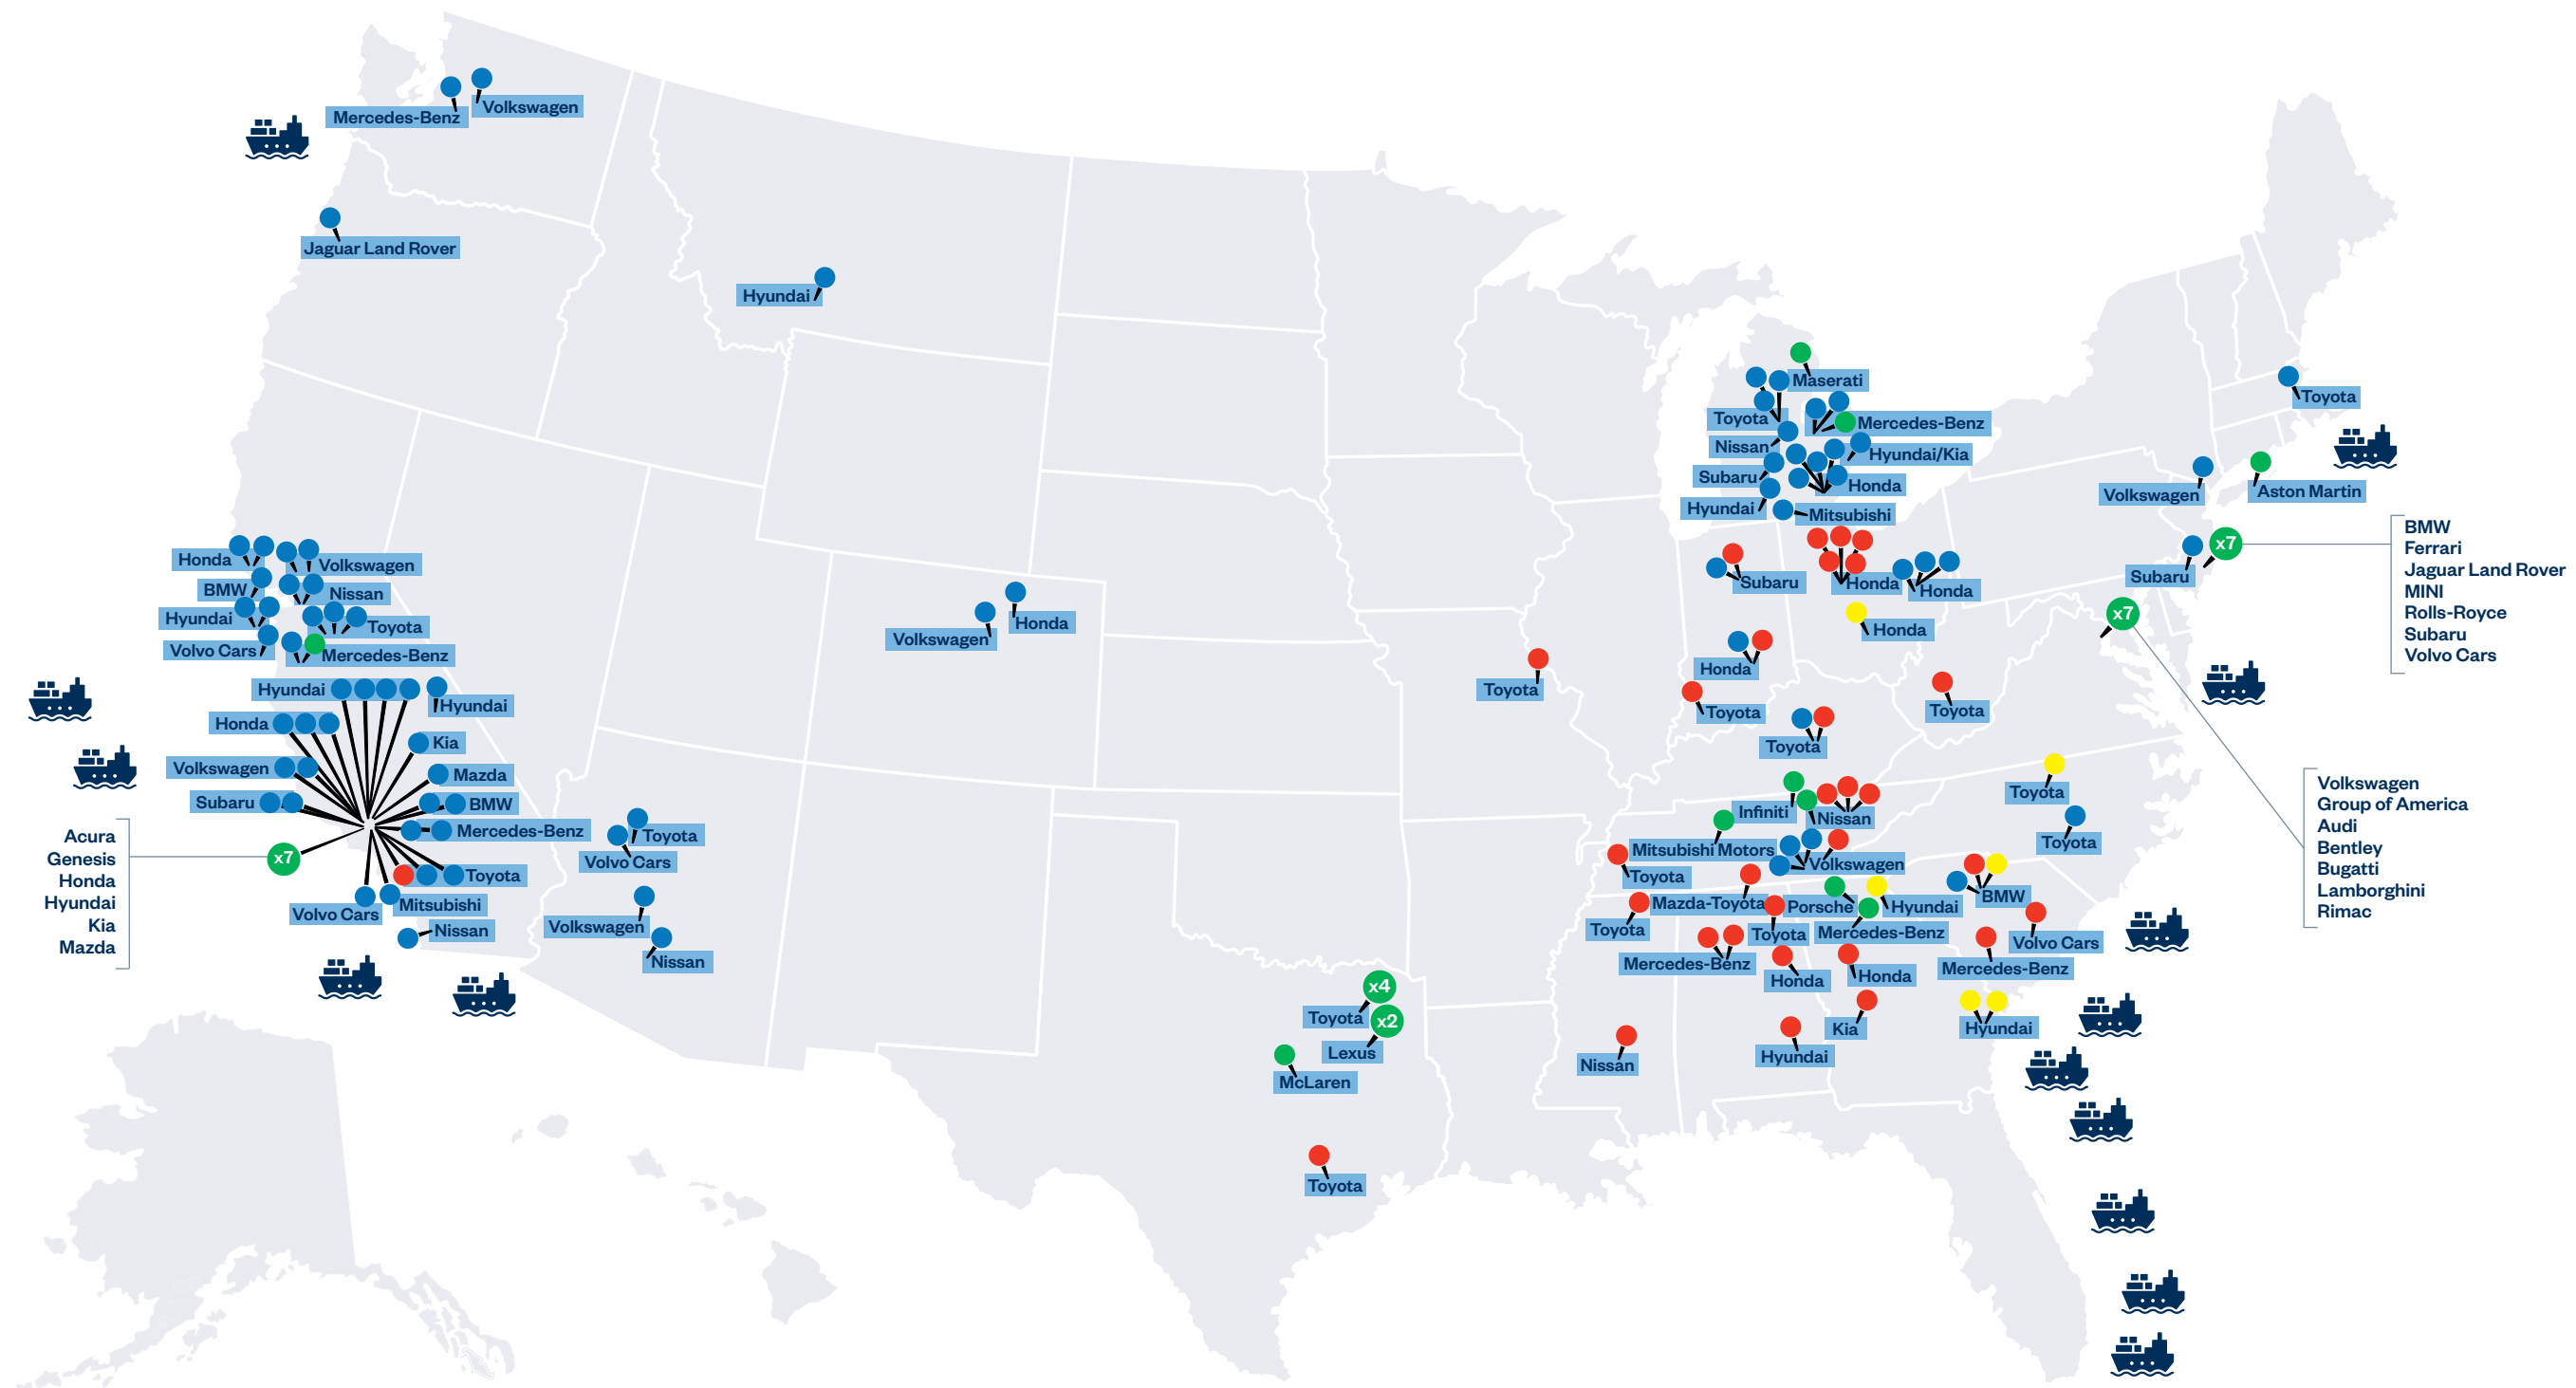 Volkswagen
Mercedes-Benz
Jaguar Land Rover
Hyundai
Honda
Volkswagen
BMW
Nissan
Hyundai
Toyota
Volvo Cars
Mercedes-Benz
Hyundai
Hyundai
Honda
Kia
Volkswagen
Mazda
Subaru
BMW
Mercedes-Benz
x7
Acura
Genesis
Honda
Hyundai
Kia
Mazda
Toyota
Volvo Cars
Mitsubishi
Nissan
Volkswagen
Honda
Toyota
Volvo Cars
Volkswagen
Nissan
x4
Toyota
x2
Lexus
McLaren
Toyota
Toyota
Maserati
Toyota
Mercedes-Benz
Nissan
Hyundai/Kia
Subaru
Honda
Hyundai
Mitsubishi
Subaru
Honda
Honda
Honda
Honda
Toyota
Toyota
Toyota
Infiniti
Nissan
Mitsubishi Motors
Volkswagen
Toyota
Mazda-Toyota
Porsche
Hyundai
BMW
Toyota
Toyota
Mercedes-Benz
Volvo Cars
Mercedes-Benz
Honda
Honda
Mercedes-Benz
Kia
Hyundai
Hyundai
Nissan
Toyota
Toyota
Toyota
Volkswagen
Aston Martin
Subaru
x7
BMW
Ferrari
Jaguar Land Rover
MINI
Rolls-Royce
Subaru
Volvo Cars
x7
Volkswagen
Group of America
Audi
Bentley
Bugatti
Lamborghini
Rimac